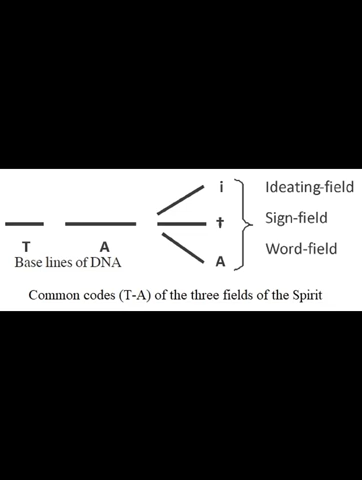 i Ideating-field
† Sign-field
T A
A Word-field
Base lines of DNA
Common codes (T-A) of the three fields of the Spirit